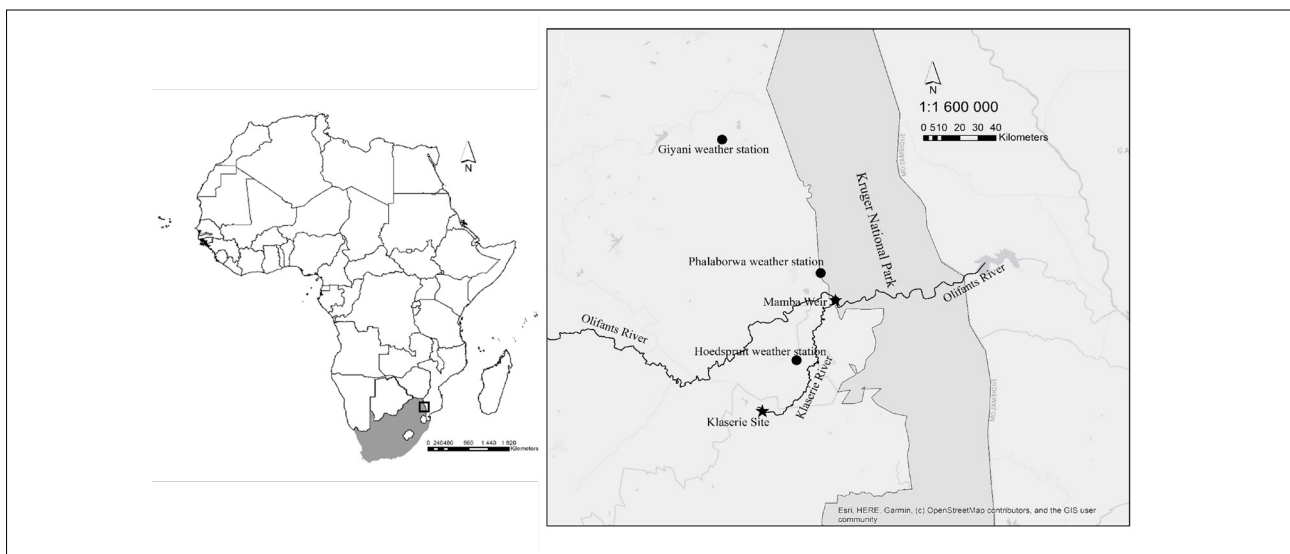 N
0 240480 960 1 440 1 920
Kilometers
N
1:1 600 000
0 510 20 30 40
Kilometers
Giyani weather station
MOZAMBIQUE
Kruger National Park
Phalaborwa weather station
Mamba Weir
Olifants River
Olifants River
Hoedspruit weather station
Klaserie River
Klaserie Site
MOZAMBIQUE
Esri, HERE, Garmin, (c) OpenStreetMap contributors, and the GIS user
community